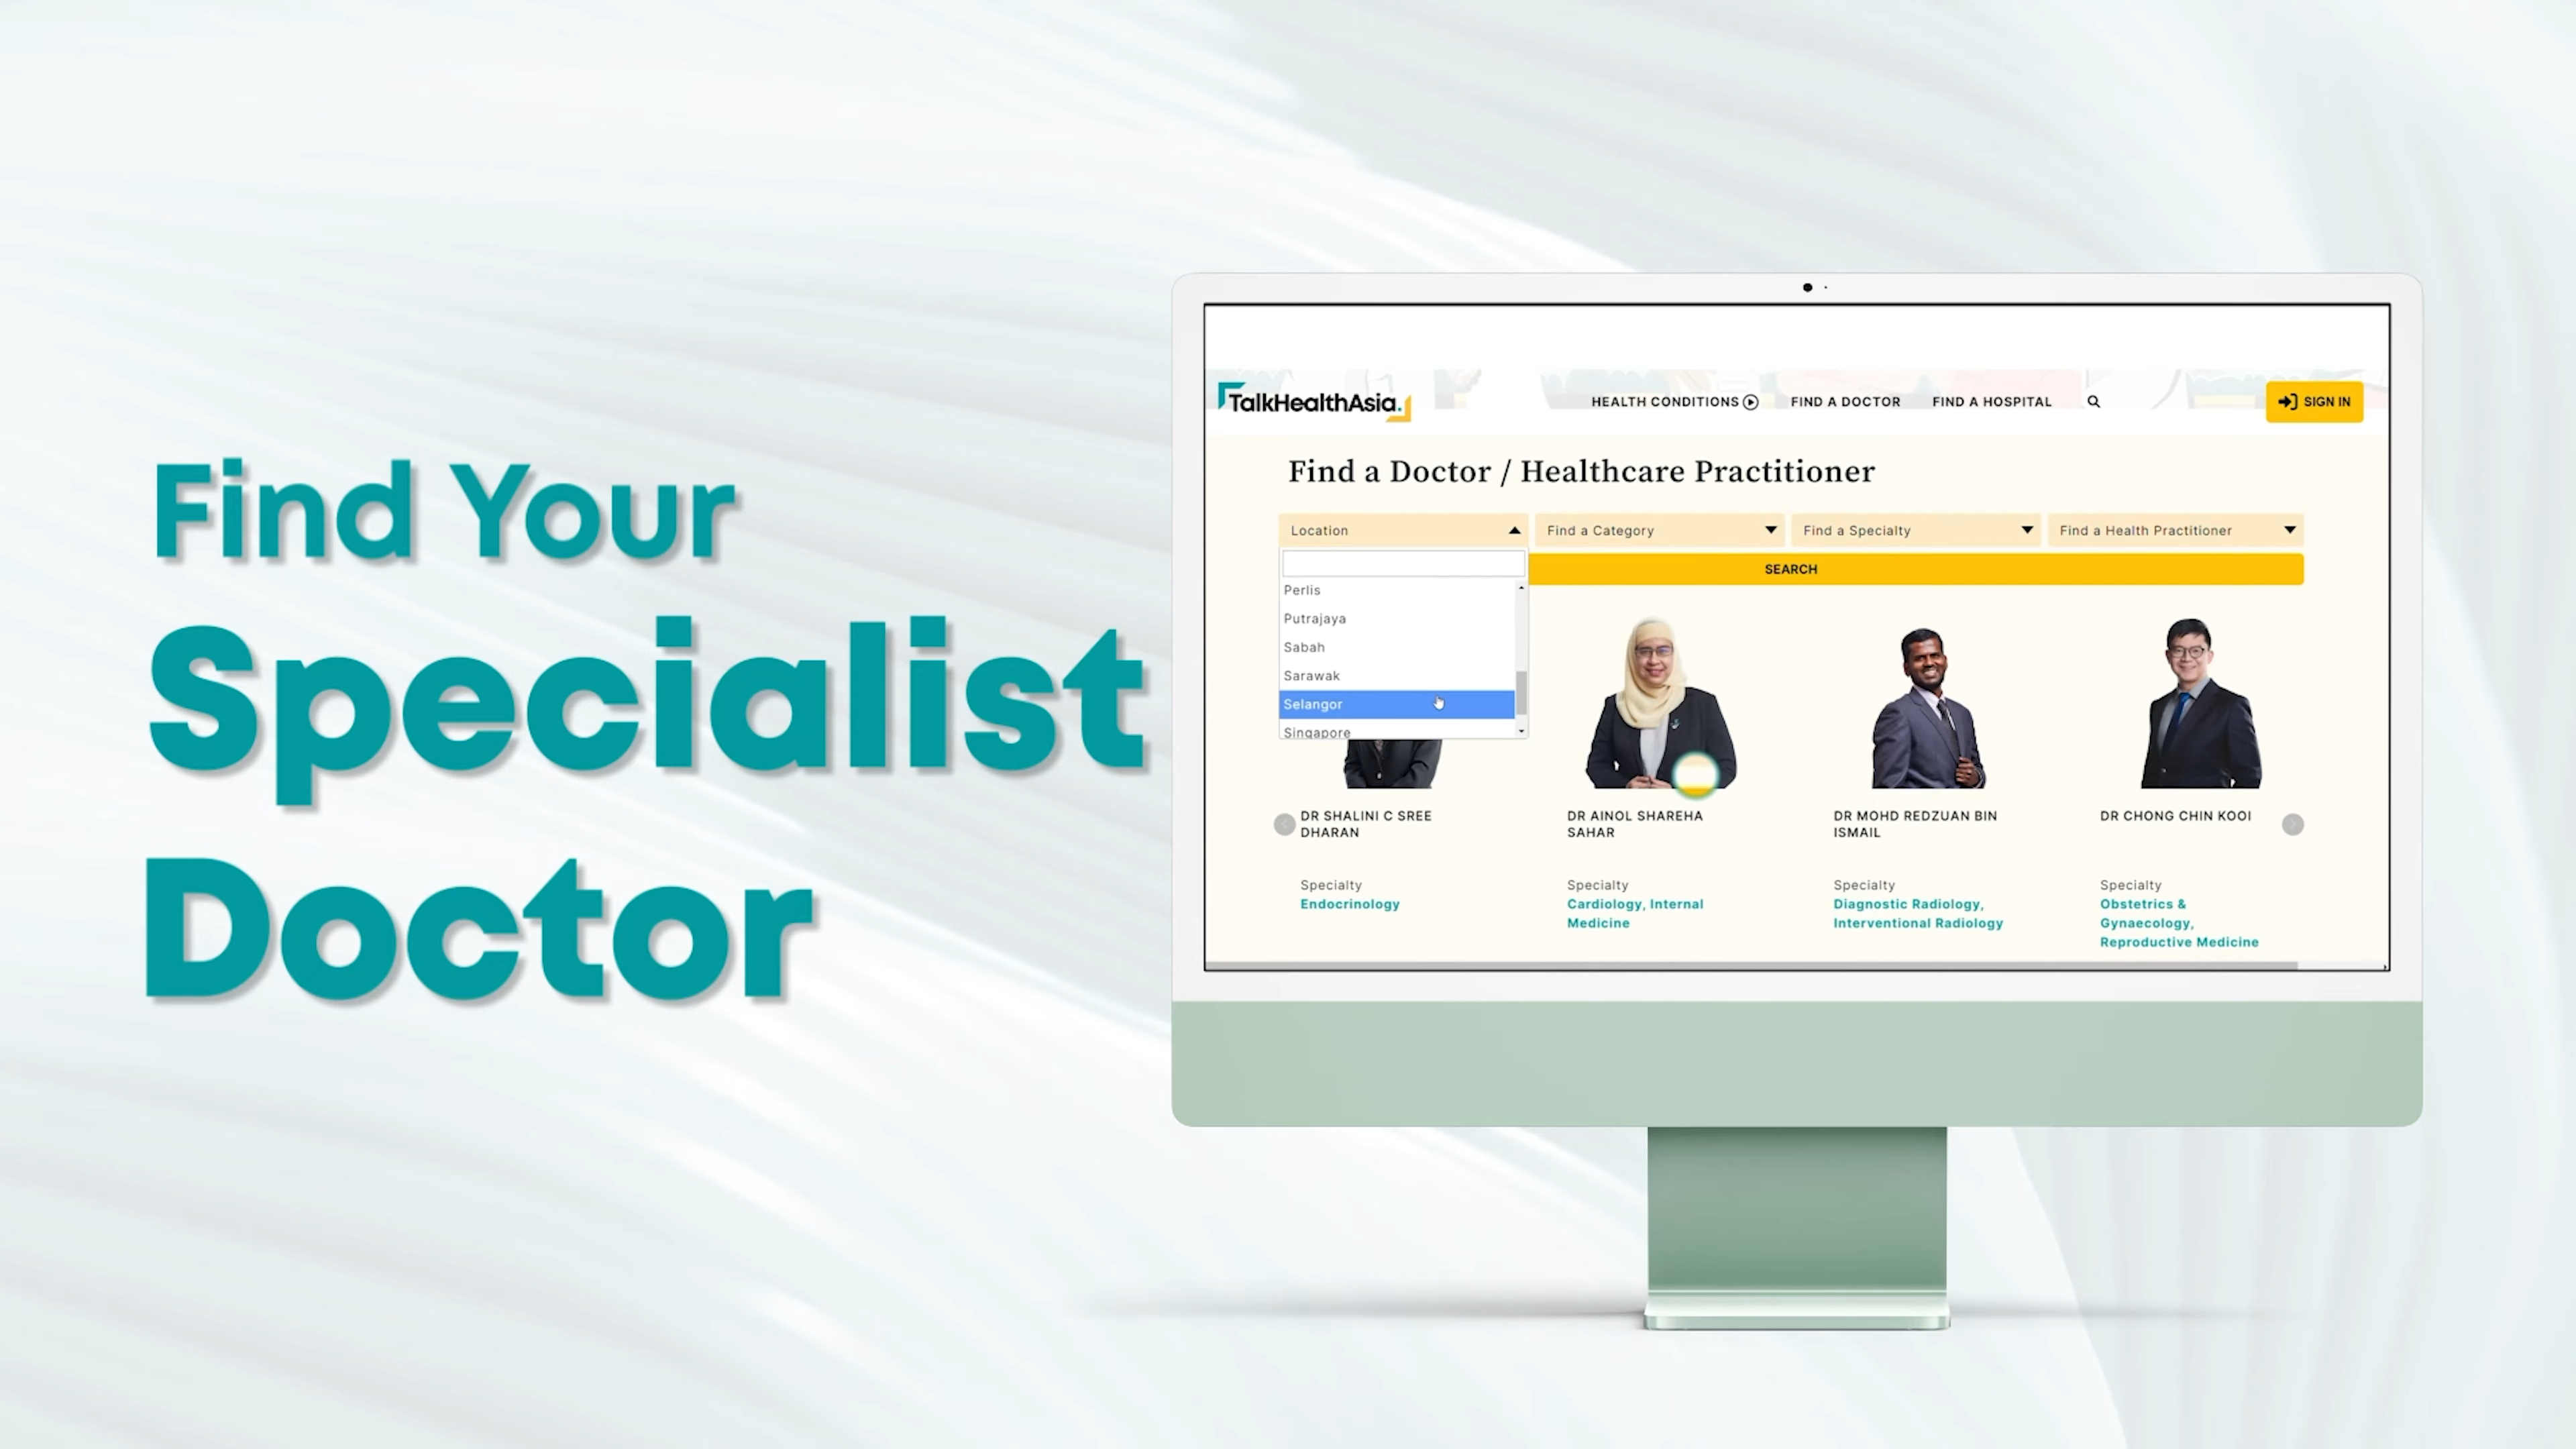 Find Your
Specialist
Doctor
TalkHealthAsia.
HEALTH CONDITIONS
FIND A DOCTOR
FIND A HOSPITAL
SIGN IN
Find a Doctor / Healthcare Practitioner
Location
Find a Category
Find a Specialty
Find a Health Practitioner
SEARCH
Perlis
Putrajaya
Sabah
Sarawak
Selangor
Singapore
DR SHALINI C SREE
DHARAN
Specialty
Endocrinology
DR AINOL SHAREHA
SAHAR
Specialty
Cardiology, Internal
Medicine
DR MOHD REDZUAN BIN
ISMAIL
Specialty
Diagnostic Radiology,
Interventional Radiology
DR CHONG CHIN KOOI
Specialty
Obstetrics &
Gynaecology,
Reproductive Medicine